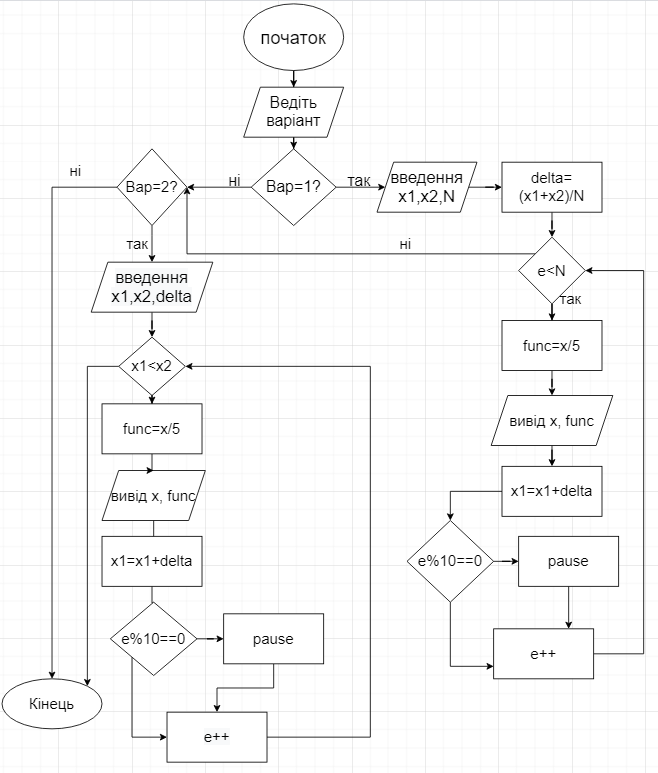 початок
Ведіть
варіант
ні
Вар=2?
ні
Вар=1?
так
введення
x1,x2,N
delta=
(x1+x2)/N
так
ні
e<N
так
введення
x1,x2,delta
x1<x2
func=x/5
func=x/5
вивід x, func
вивід x, func
x1=x1+delta
x1=x1+delta
e%10==0
pause
e%10==0
pause
e++
Кінець
e++